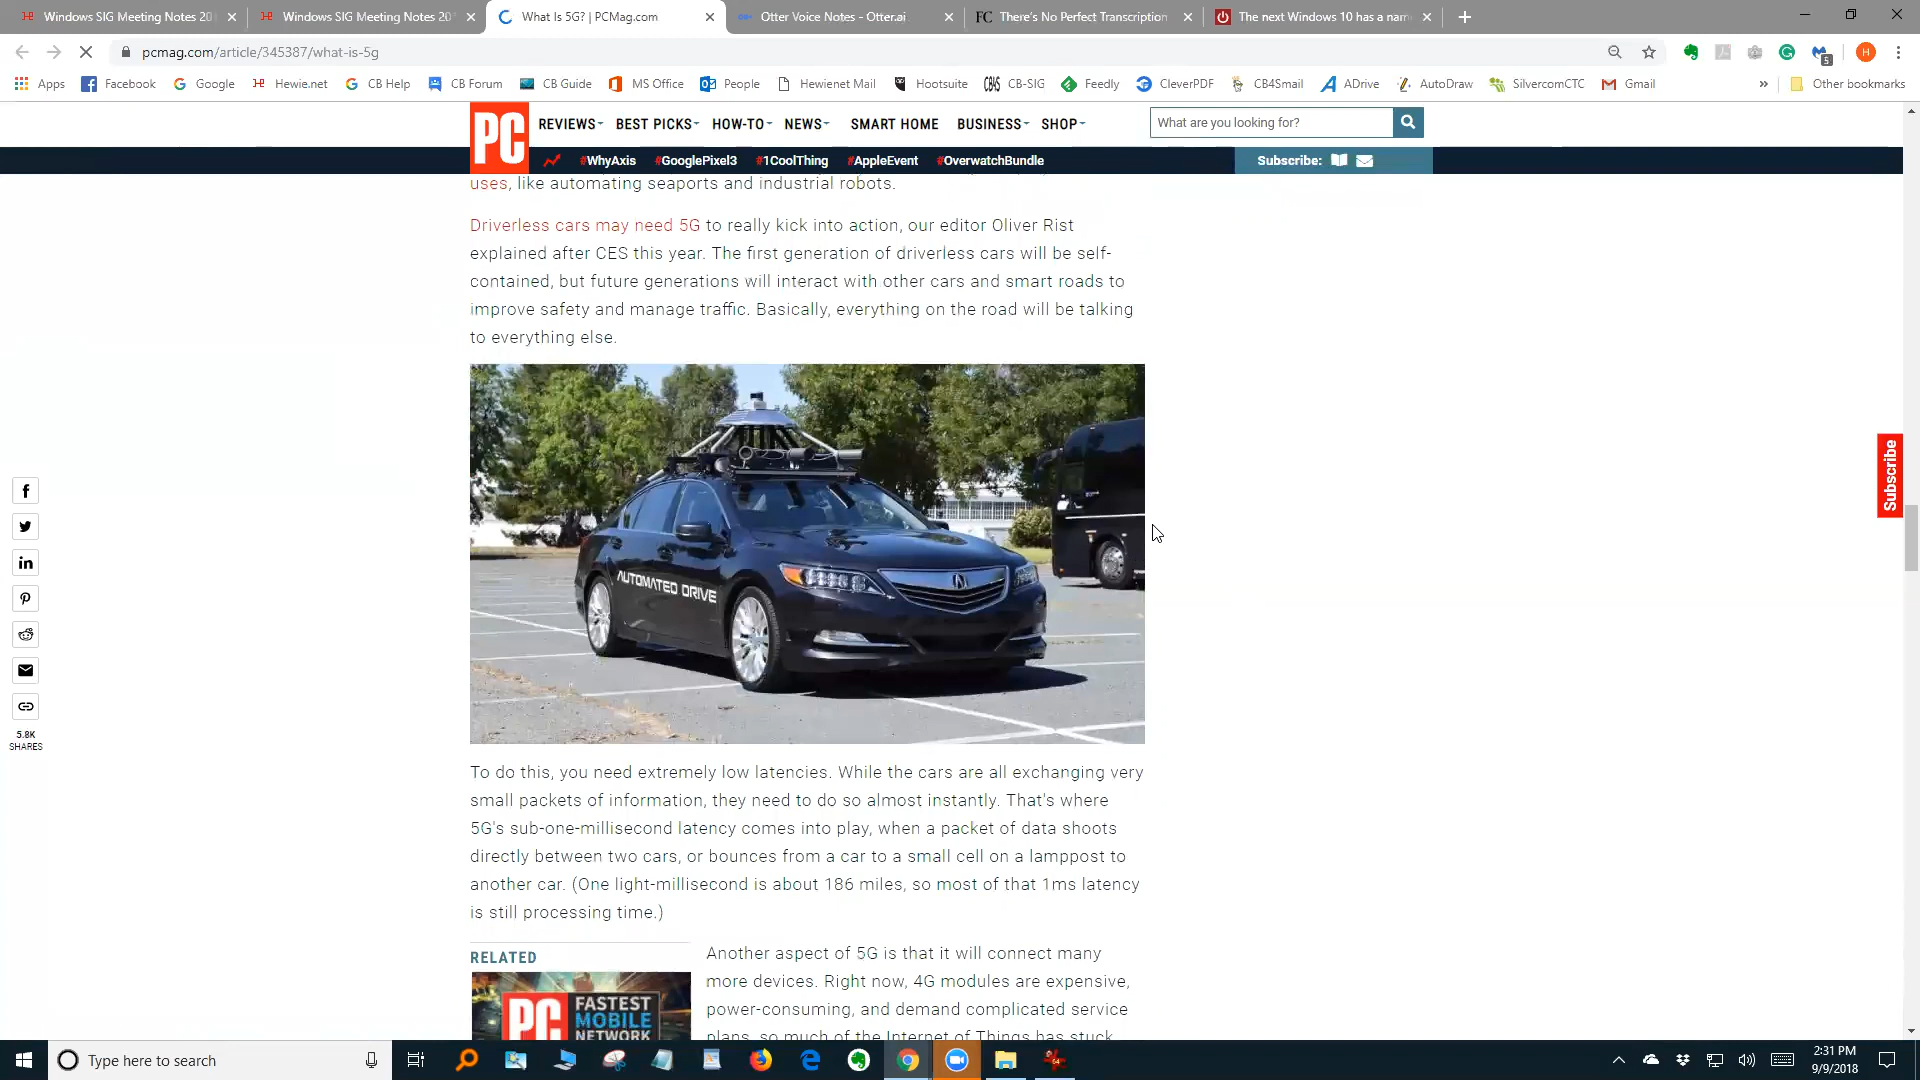 Windows SIG Meeting Notes 20
Windows SIG Meeting Notes 20
What Is 5G? | PCMag.com
Otter Voice Notes - Otter.ai
FC There's No Perfect Transcription
The next Windows 10 has a nam
pcmag.com/article/345387/what-is-5g
5
H
Apps
Facebook
Google
Hewie.net
CB Help
CB Forum
CB Guide
MS Office
People
Hewienet Mail
Hootsuite
CB-SIG
Feedly
CleverPDF
CB4Smail
ADrive
AutoDraw
SilvercomCTC
Gmail
»
Other bookmarks
PC
REVIEWS
BEST PICKS
HOW-TO
NEWS
SMART HOME
BUSINESS
SHOP
What are you looking for?
#WhyAxis
#GooglePixel3
#1CoolThing
#AppleEvent
#OverwatchBundle
Subscribe:
uses, like automating seaports and industrial robots.
Driverless cars may need 5G to really kick into action, our editor Oliver Rist
explained after CES this year. The first generation of driverless cars will be self-
contained, but future generations will interact with other cars and smart roads to
improve safety and manage traffic. Basically, everything on the road will be talking
to everything else.
AUTOMATED DRIVE
Subscribe
5.8K
SHARES
To do this, you need extremely low latencies. While the cars are all exchanging very
small packets of information, they need to do so almost instantly. That's where
5G's sub-one-millisecond latency comes into play, when a packet of data shoots
directly between two cars, or bounces from a car to a small cell on a lamppost to
another car. (One light-millisecond is about 186 miles, so most of that 1ms latency
is still processing time.)
RELATED
PC
FASTEST
MOBILE
NETWORK
Another aspect of 5G is that it will connect many
more devices. Right now, 4G modules are expensive,
power-consuming, and demand complicated service
plans, so much of the Internet of Things has stuck
Type here to search
2:31 PM
9/9/2018